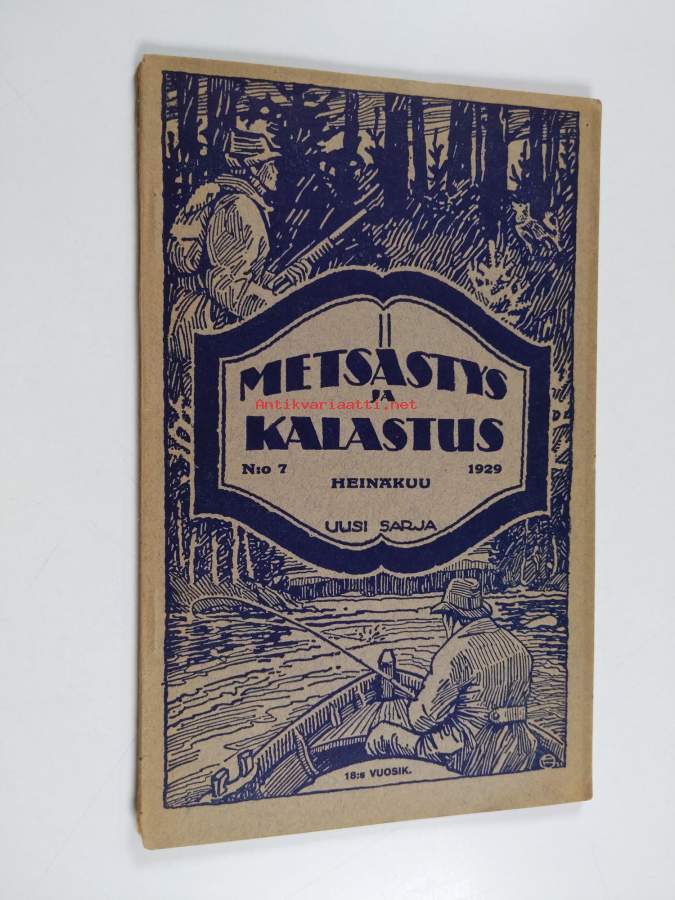 METSÄSTYS
JA
Antikvariaatti.net
KALASTUS
N:o 7 1929
HEINÄKUU
UUSI SARJA
18:s VUOSIK.